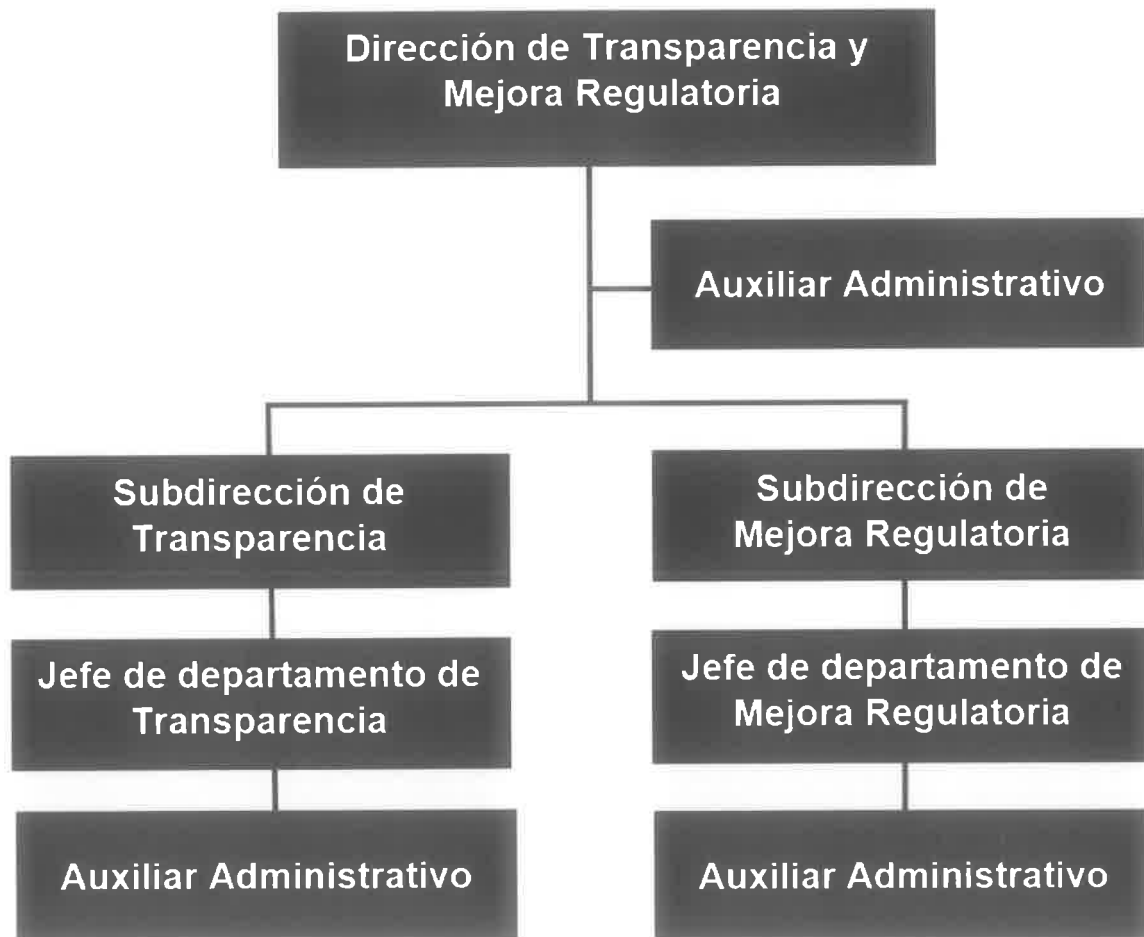 Dirección de Transparencia y
Mejora Regulatoria
Auxiliar Administrativo
Subdirección de
Transparencia
Subdirección de
Mejora Regulatoria
Jefe de departamento de
Transparencia
Jefe de departamento de
Mejora Regulatoria
Auxiliar Administrativo
Auxiliar Administrativo